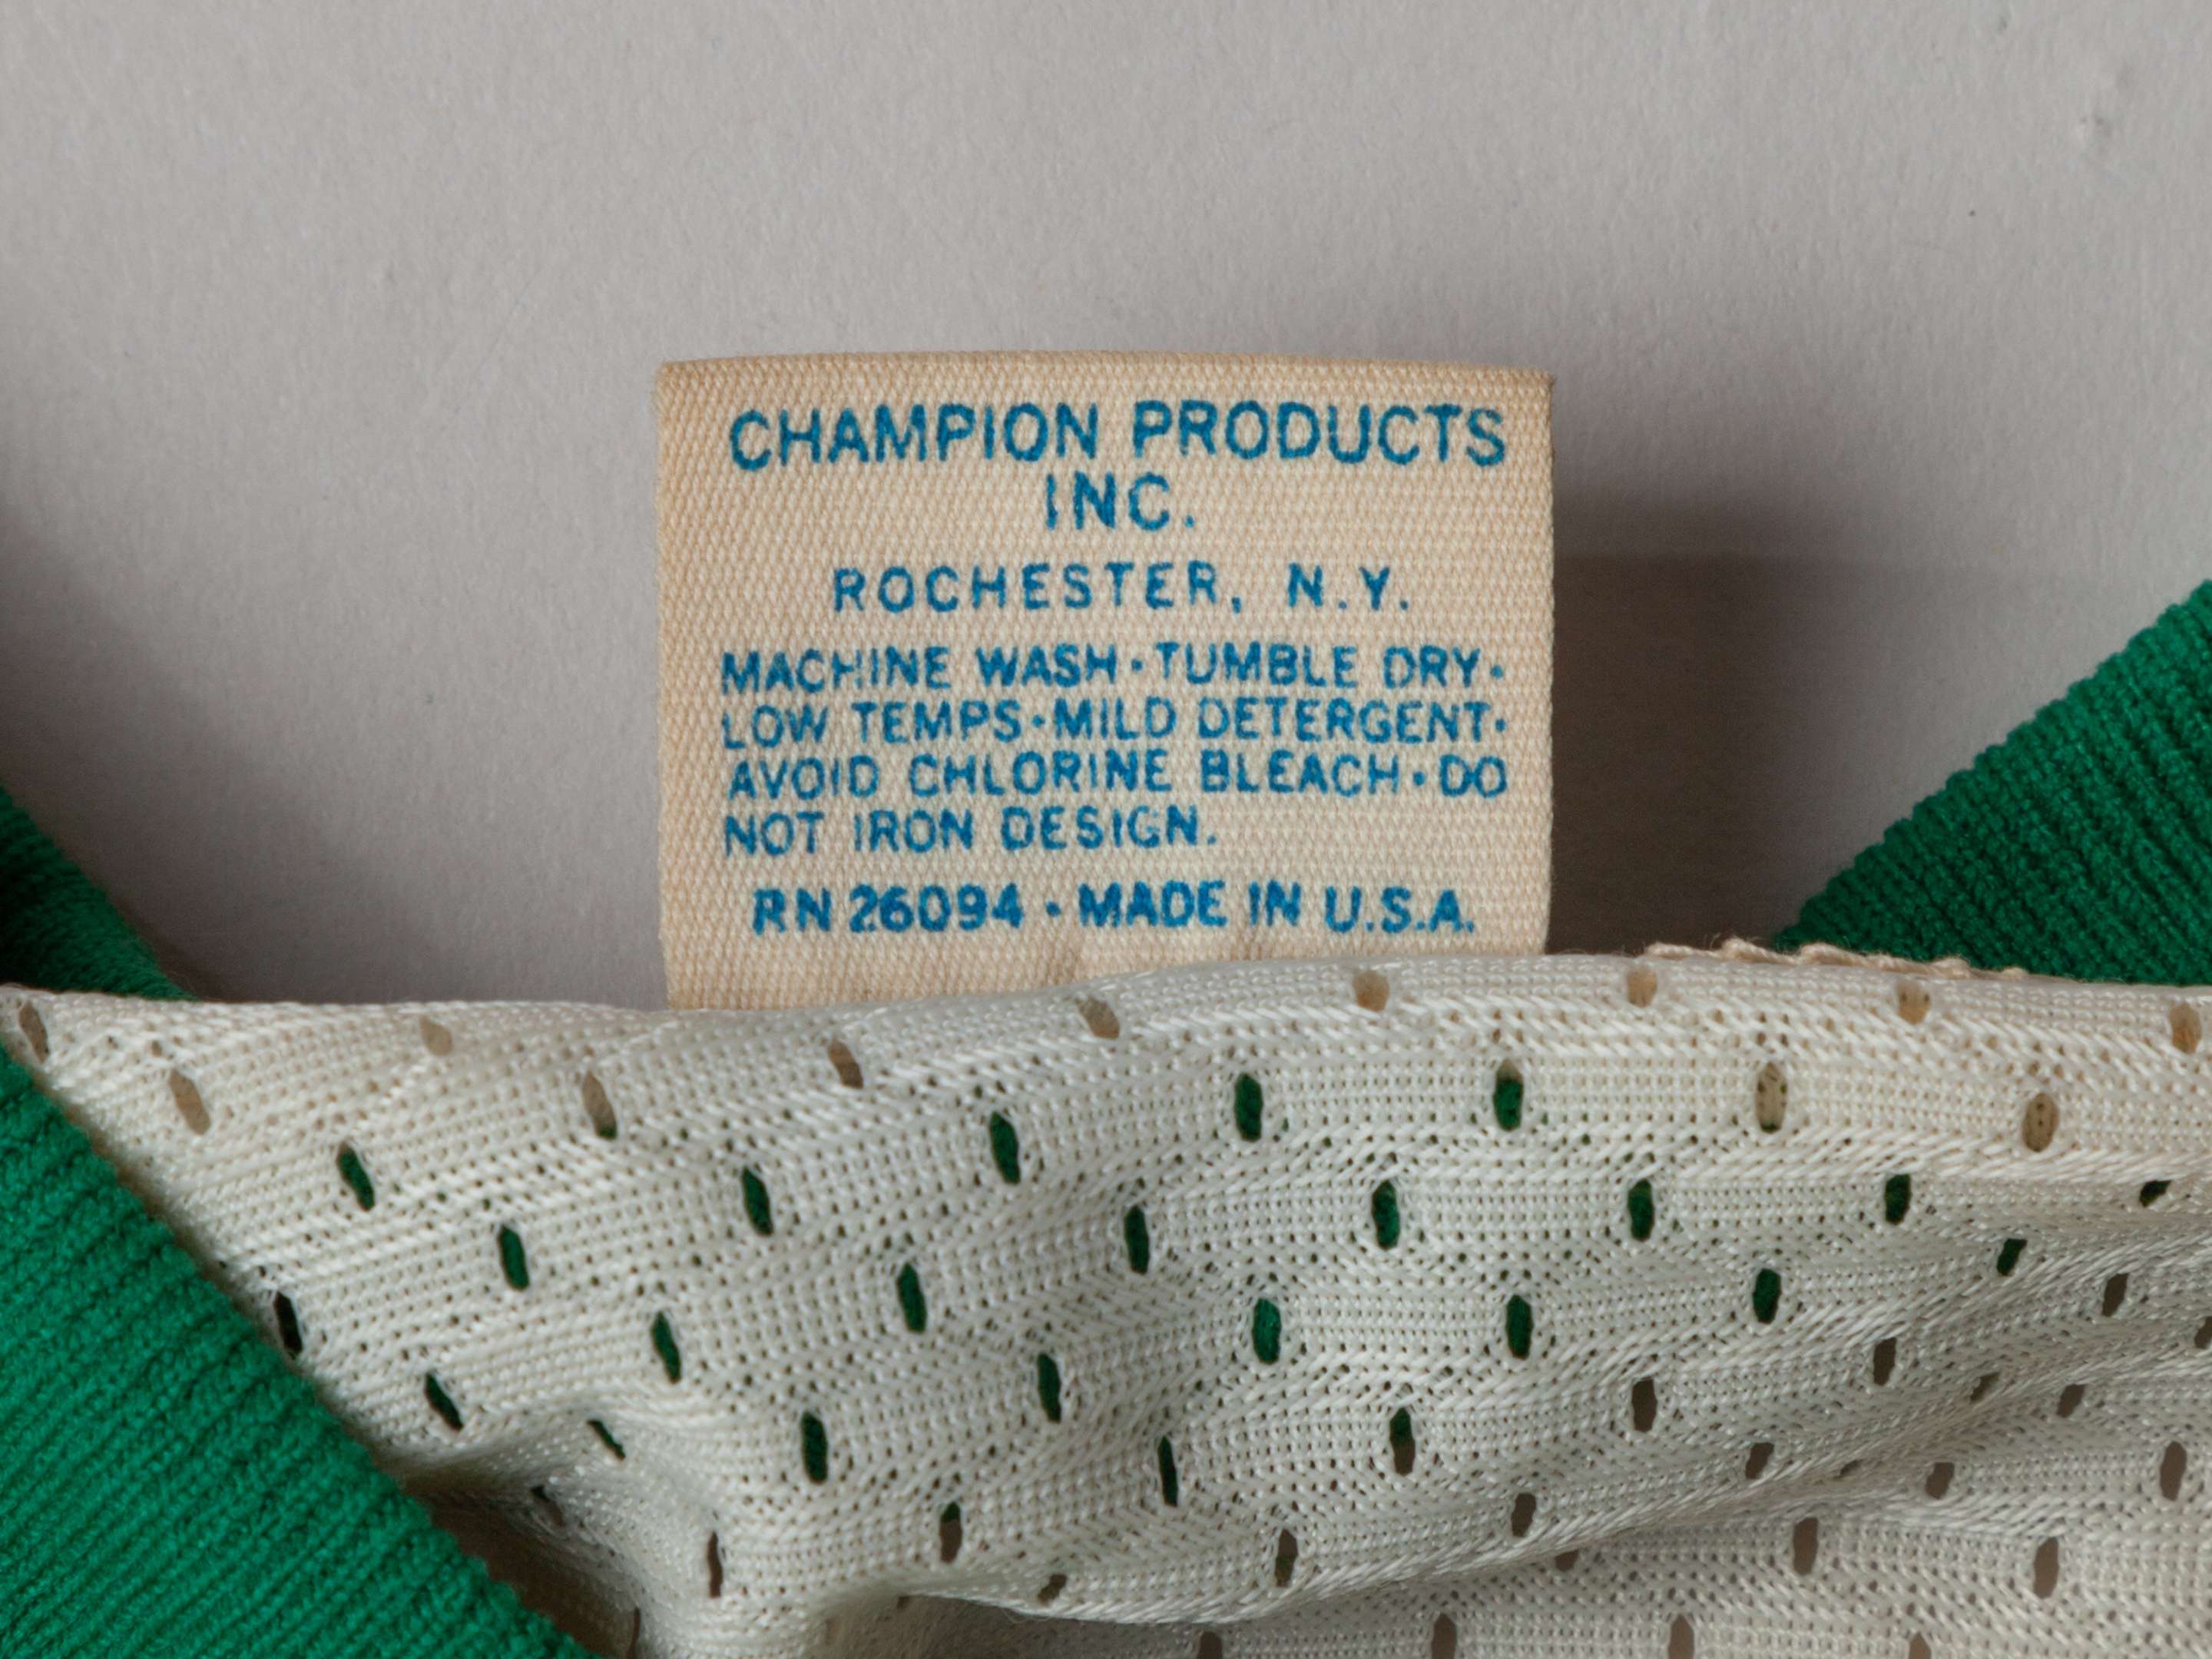 CHAMPION PRODUCTS
INC.
ROCHESTER, N.Y.
MACHINE WASH·TUMBLE DRY·
LOW TEMPS·MILD DETERGENT·
AVOID CHLORINE BLEACH·DO
NOT IRON DESIGN.
RN 26094 · MADE IN U.S.A.